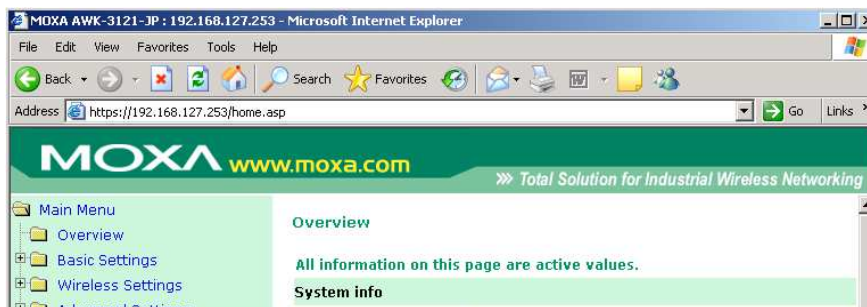 MOXA AWK-3121-JP : 192.168.127.253 - Microsoft Internet Explorer
File Edit View Favorites Tools Help
Back Search Favorites
Address https://192.168.127.253/home.asp Go Links »
MOXA www.moxa.com
»» Total Solution for Industrial Wireless Networking
Main Menu
Overview
Basic Settings
Wireless Settings
Overview
All information on this page are active values.
System info